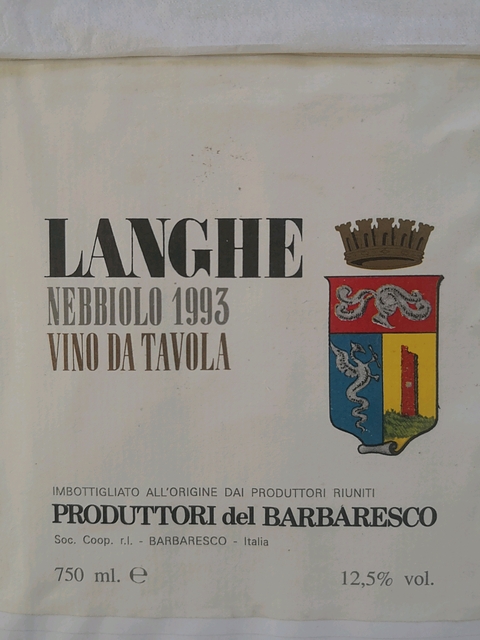 LANGHE
NEBBIOLO 1993
VINO DA TAVOLA
IMBOTTIGLIATO ALL'ORIGINE DAI PRODUTTORI RIUNITI
PRODUTTORI del BARBARESCO
Soc. Coop. r.l. - BARBARESCO - Italia
750 ml. ℮ 12,5% vol.